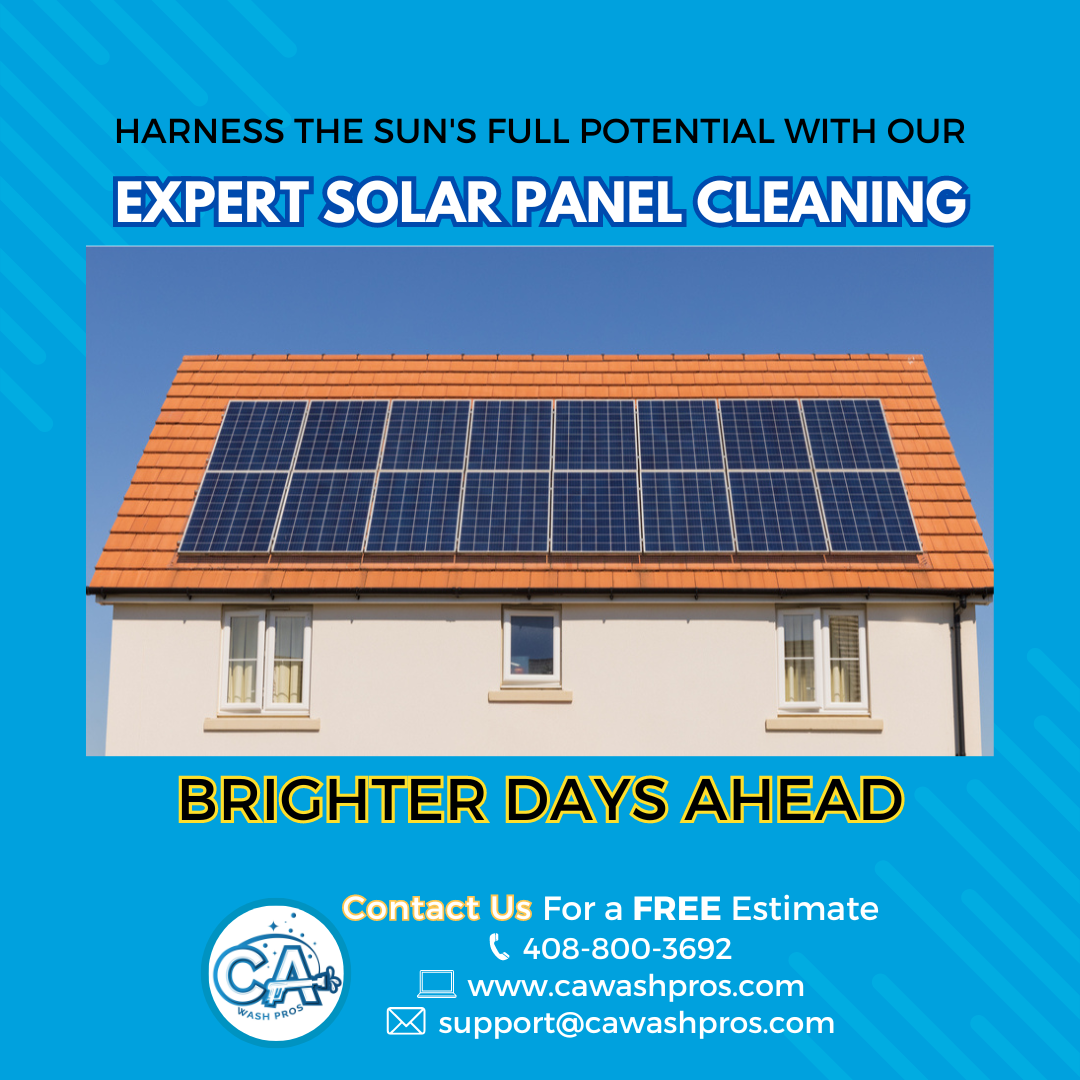 HARNESS THE SUN'S FULL POTENTIAL WITH OUR
EXPERT SOLAR PANEL CLEANING
BRIGHTER DAYS AHEAD
Contact Us For a FREE Estimate
408-800-3692
www.cawashpros.com
support@cawashpros.com
CA
WASH PROS